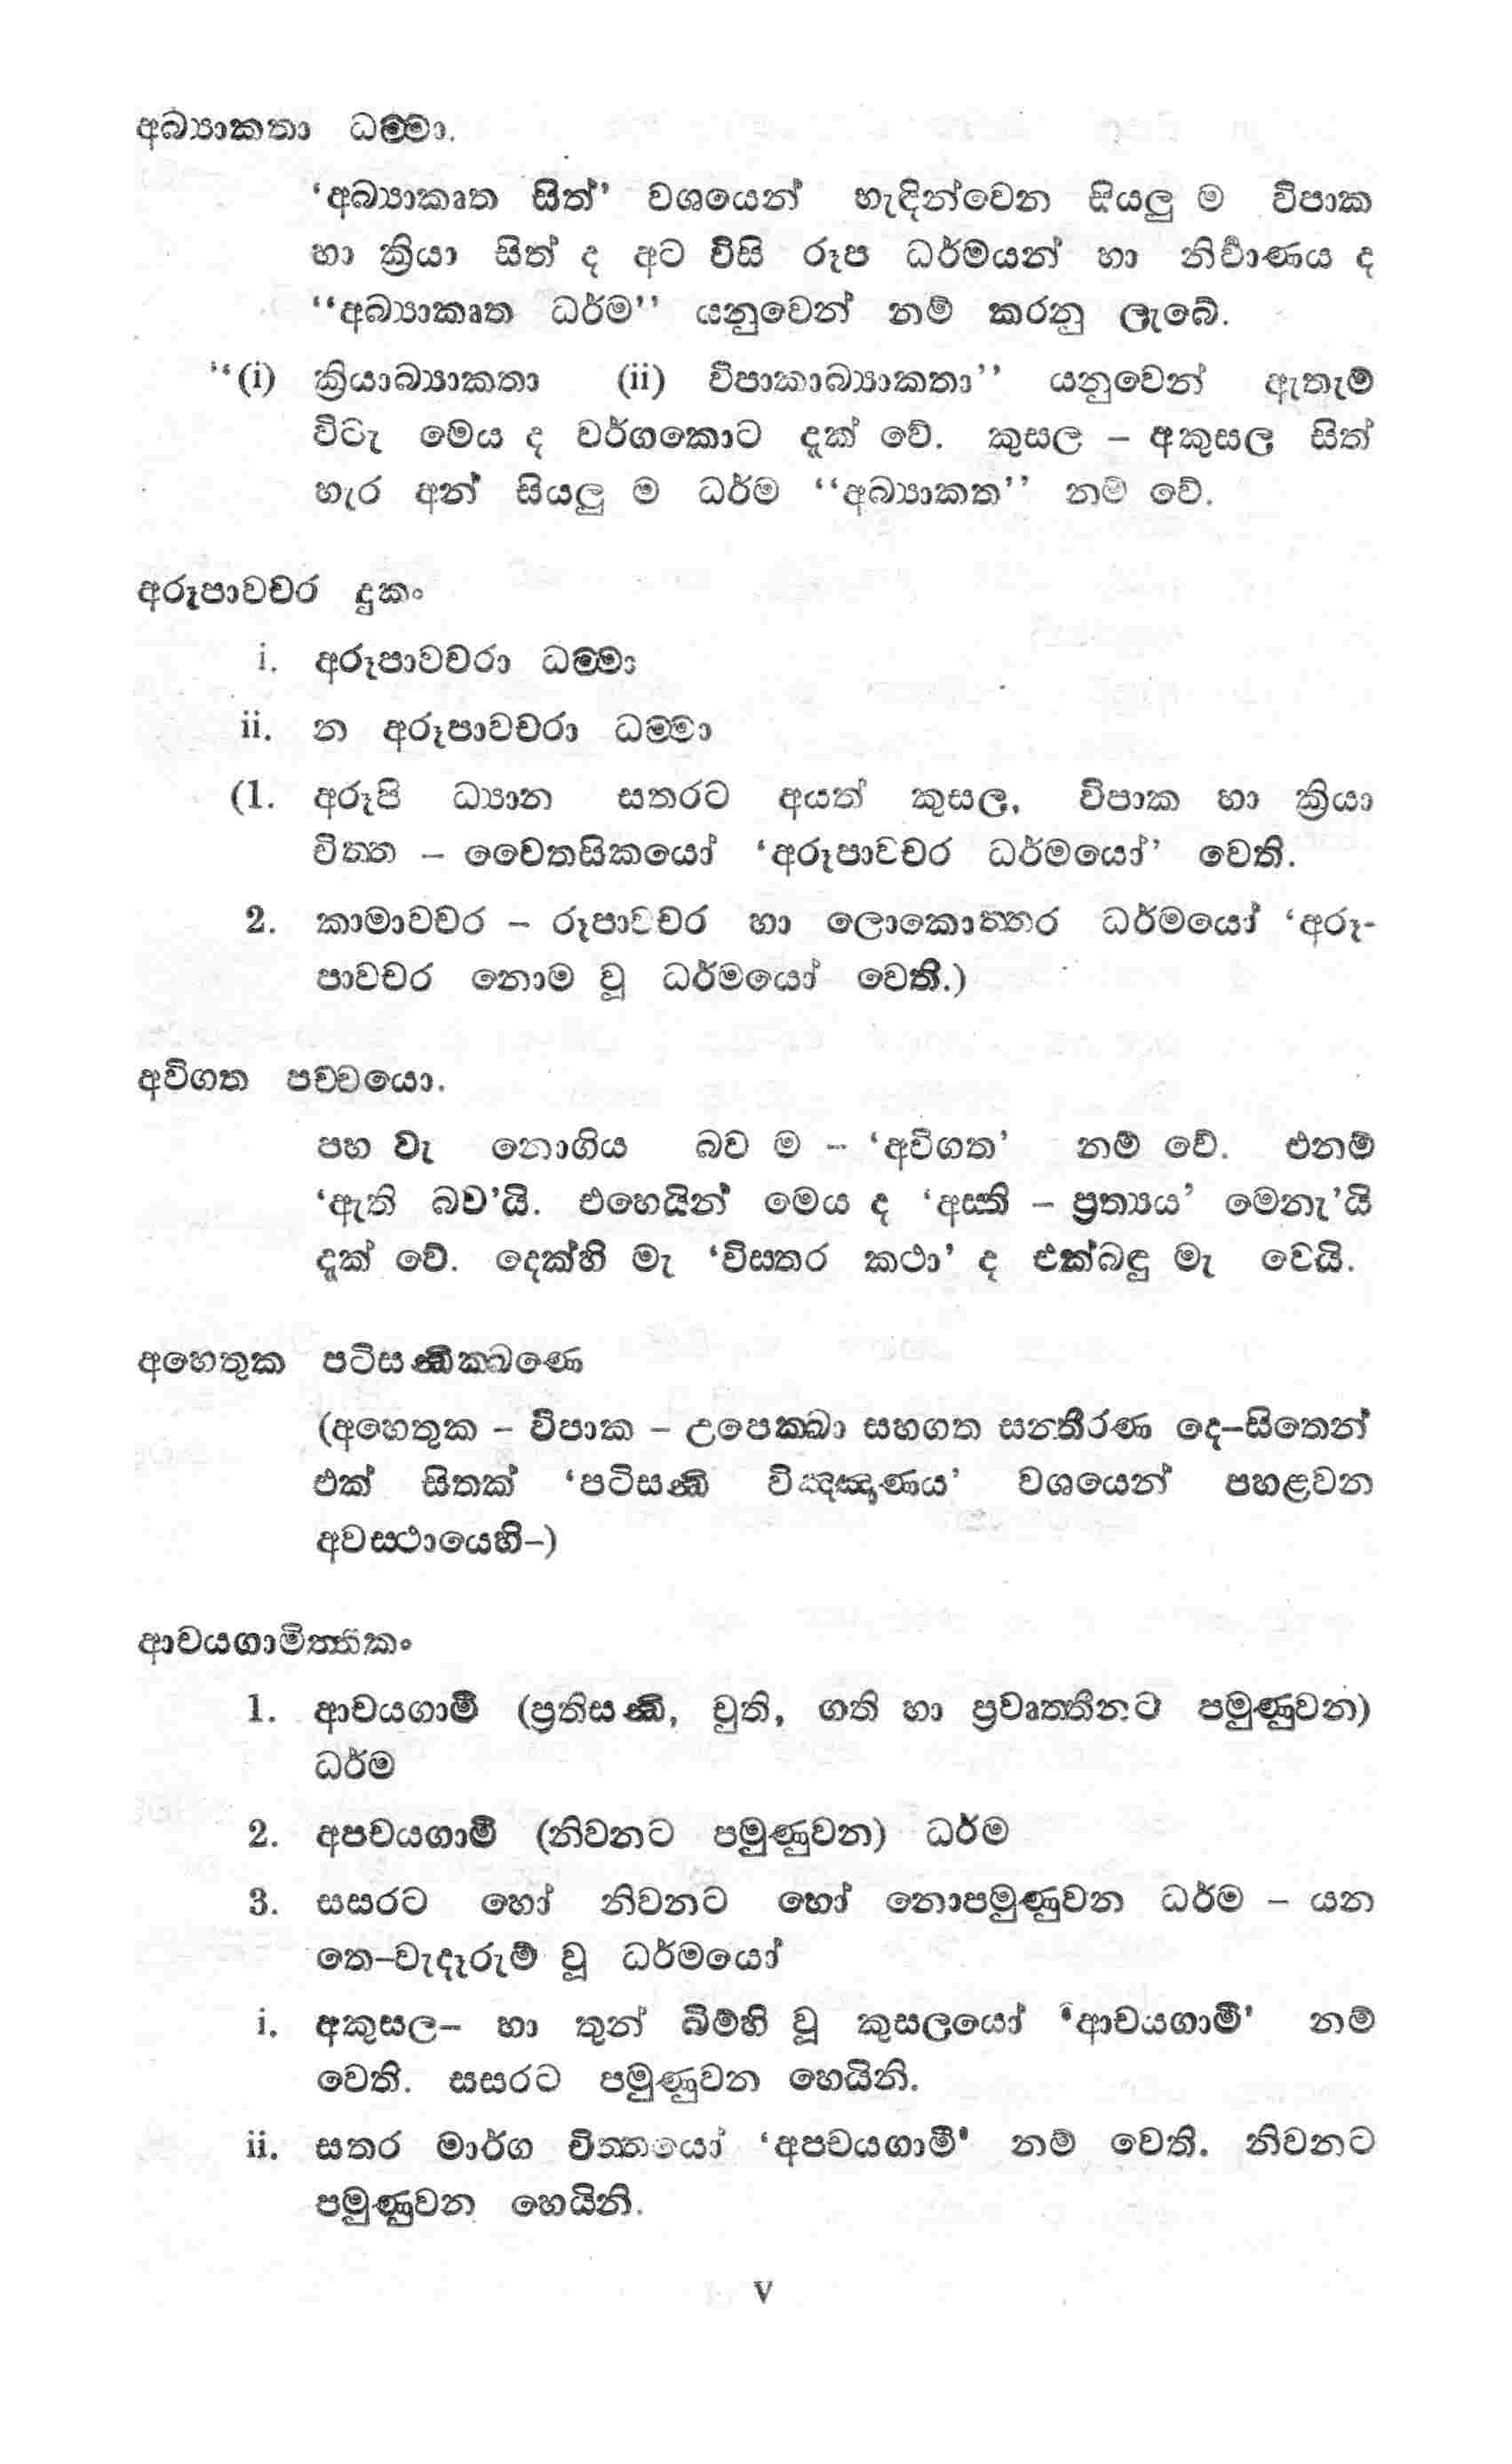 අබ්‍යාකතා ධම්මා.
‘අබ්‍යාකෘත සිත්’ වශයෙන් හැඳින්වෙන සියලු ම විපාක
හා ක්‍රියා සිත් ද අට විසි රූප ධර්මයන් හා නිර්වාණය ද
“අබ්‍යාකෘත ධර්ම” යනුවෙන් නම් කරනු ලැබේ.
“(i) ක්‍රියාබ්‍යාකතා (ii) විපාකාබ්‍යාකතා” යනුවෙන් ඇතැම්
විටැ මෙය ද වර්ගකොට දැක් වේ. කුසල – අකුසල සිත්
හැර අන් සියලු ම ධර්ම “අබ්‍යාකත” නම් වේ.
අරූපාවචර දුකං
i. අරූපාවචරා ධම්මා
ii. න අරූපාවචරා ධම්මා
(1. අරූපි ධ්‍යාන සතරට අයත් කුසල, විපාක හා ක්‍රියා
චිත්ත – චෛතසිකයෝ ‘අරූපාවචර ධර්මයෝ’ වෙති.
2. කාමාවචර – රූපාවචර හා ලොකොත්තර ධර්මයෝ ‘අරූ-
පාවචර නොම වූ ධර්මයෝ වෙති.)
අවිගත පච්චයො.
පහ වැ නොගිය බව ම – ‘අවිගත’ නම් වේ. එනම්
‘ඇති බව’යි. එහෙයින් මෙය ද ‘අස්ති – ප්‍රත්‍යය’ මෙනැ’යි
දැක් වේ. දෙක්හි මැ ‘විස්තර කථා’ ද එක්බඳු මැ වෙයි.
අහෙතුක පටිසන්ධික්ඛණෙ
(අහෙතුක – විපාක – උපෙක්ඛා සහගත සන්තීරණ දෙ–සිතෙන්
එක් සිතක් ‘පටිසන්ධි විඤ්ඤාණය’ වශයෙන් පහළවන
අවස්ථායෙහි–)
ආචයගාමිත්තිකං
1. ආචයගාමී (ප්‍රතිසන්ධි, චුති, ගති හා ප්‍රවෘත්තීනට පමුණුවන)
ධර්ම
2. අපචයගාමී (නිවනට පමුණුවන) ධර්ම
3. සසරට හෝ නිවනට හෝ නොපමුණුවන ධර්ම – යන
තෙ–වැදෑරුම් වූ ධර්මයෝ
i. අකුසල– හා තුන් බිම්හි වූ කුසලයෝ ‘ආචයගාමී’ නම්
වෙති. සසරට පමුණුවන හෙයිනි.
ii. සතර මාර්ග චිත්තයෝ ‘අපචයගාමී’ නම් වෙති. නිවනට
පමුණුවන හෙයිනි.
v